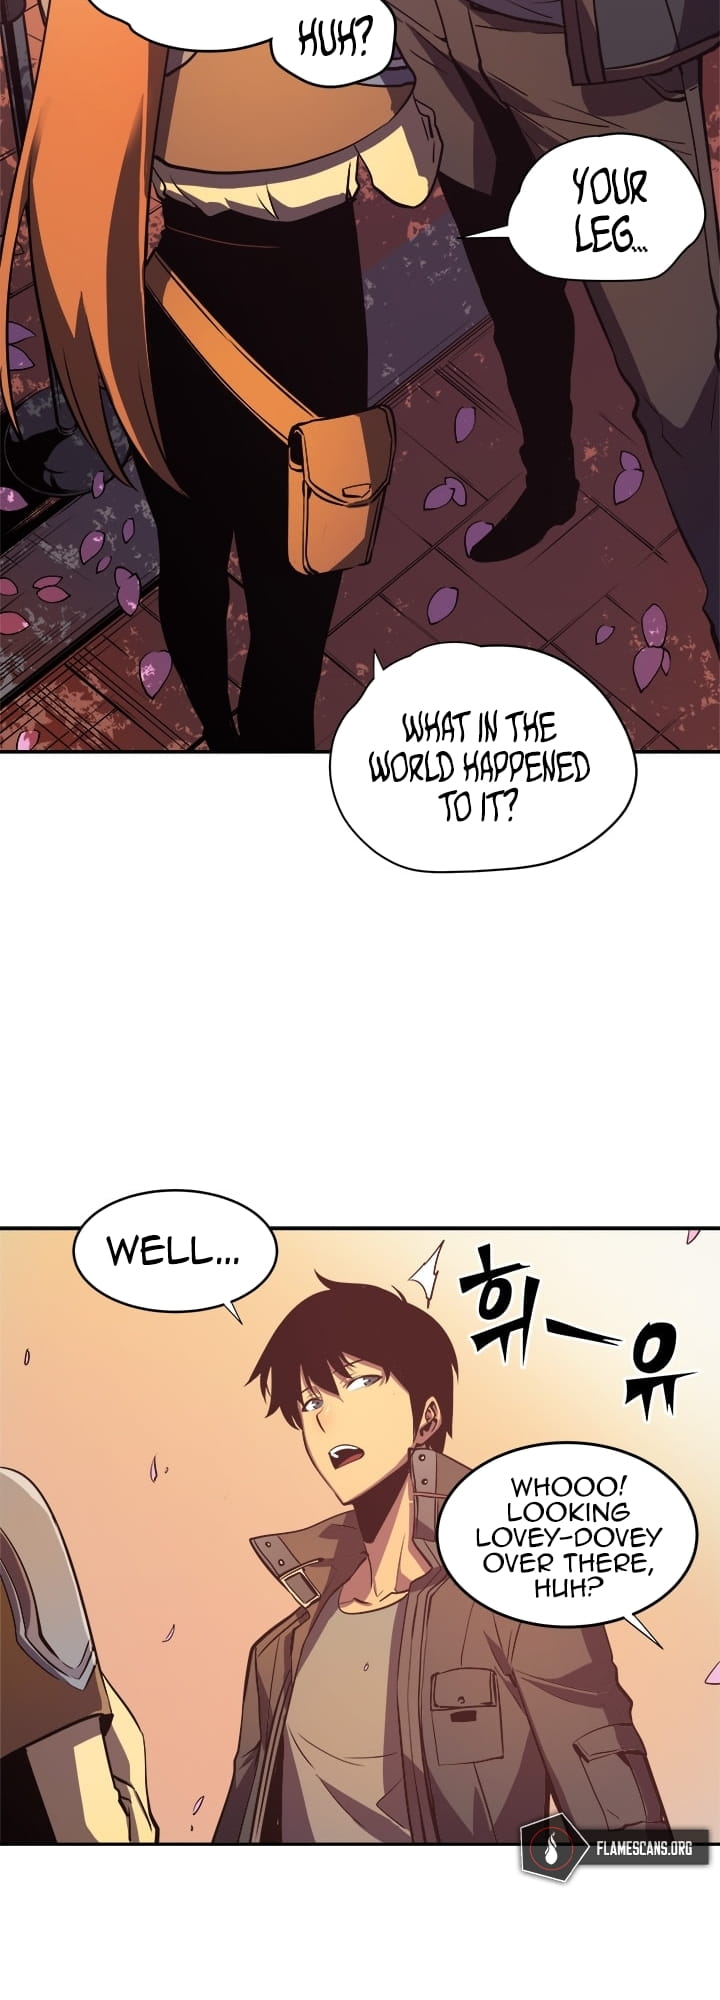 HUH?
YOUR
LEG...
WHAT IN THE
WORLD HAPPENED
TO IT?
WELL...
휘-유
WHOOO!
LOOKING
LOVEY-DOVEY
OVER THERE,
HUH?
FLAMESCANS.ORG